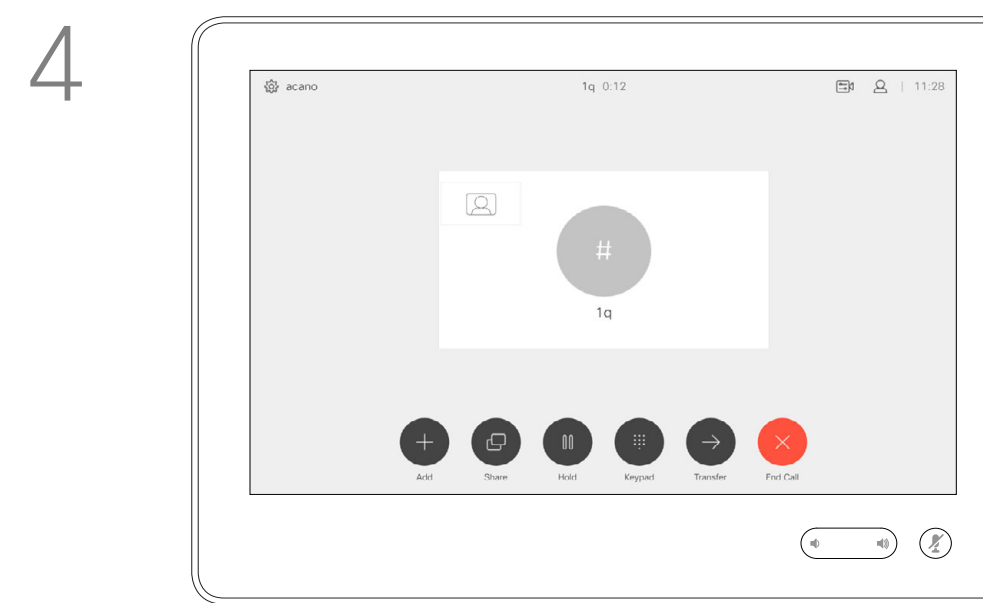 4
acano
1q 0:12
11:28
#
1q
Add
Share
Hold
Keypad
Transfer
End Call